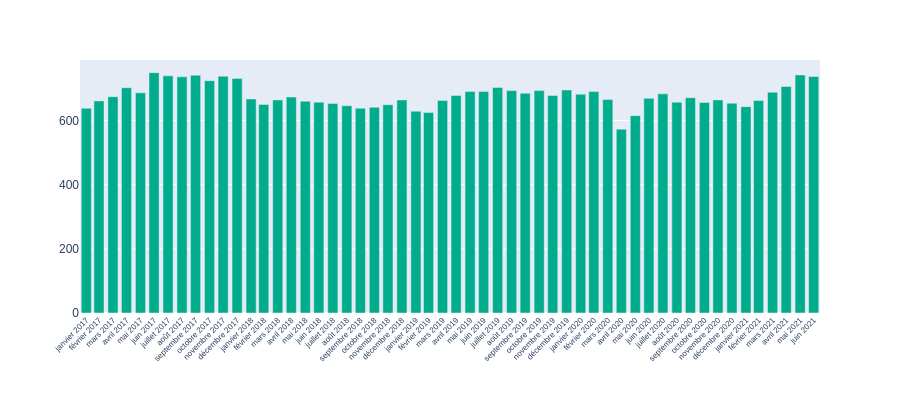 600
400
200
0
janvier 2017
février 2017
mars 2017
avril 2017
mai 2017
juin 2017
juillet 2017
août 2017
septembre 2017
octobre 2017
novembre 2017
décembre 2017
janvier 2018
février 2018
mars 2018
avril 2018
mai 2018
juin 2018
juillet 2018
août 2018
septembre 2018
octobre 2018
novembre 2018
décembre 2018
janvier 2019
février 2019
mars 2019
avril 2019
mai 2019
juin 2019
juillet 2019
août 2019
septembre 2019
octobre 2019
novembre 2019
décembre 2019
janvier 2020
février 2020
mars 2020
avril 2020
mai 2020
juin 2020
juillet 2020
août 2020
septembre 2020
octobre 2020
novembre 2020
décembre 2020
janvier 2021
février 2021
mars 2021
avril 2021
mai 2021
juin 2021